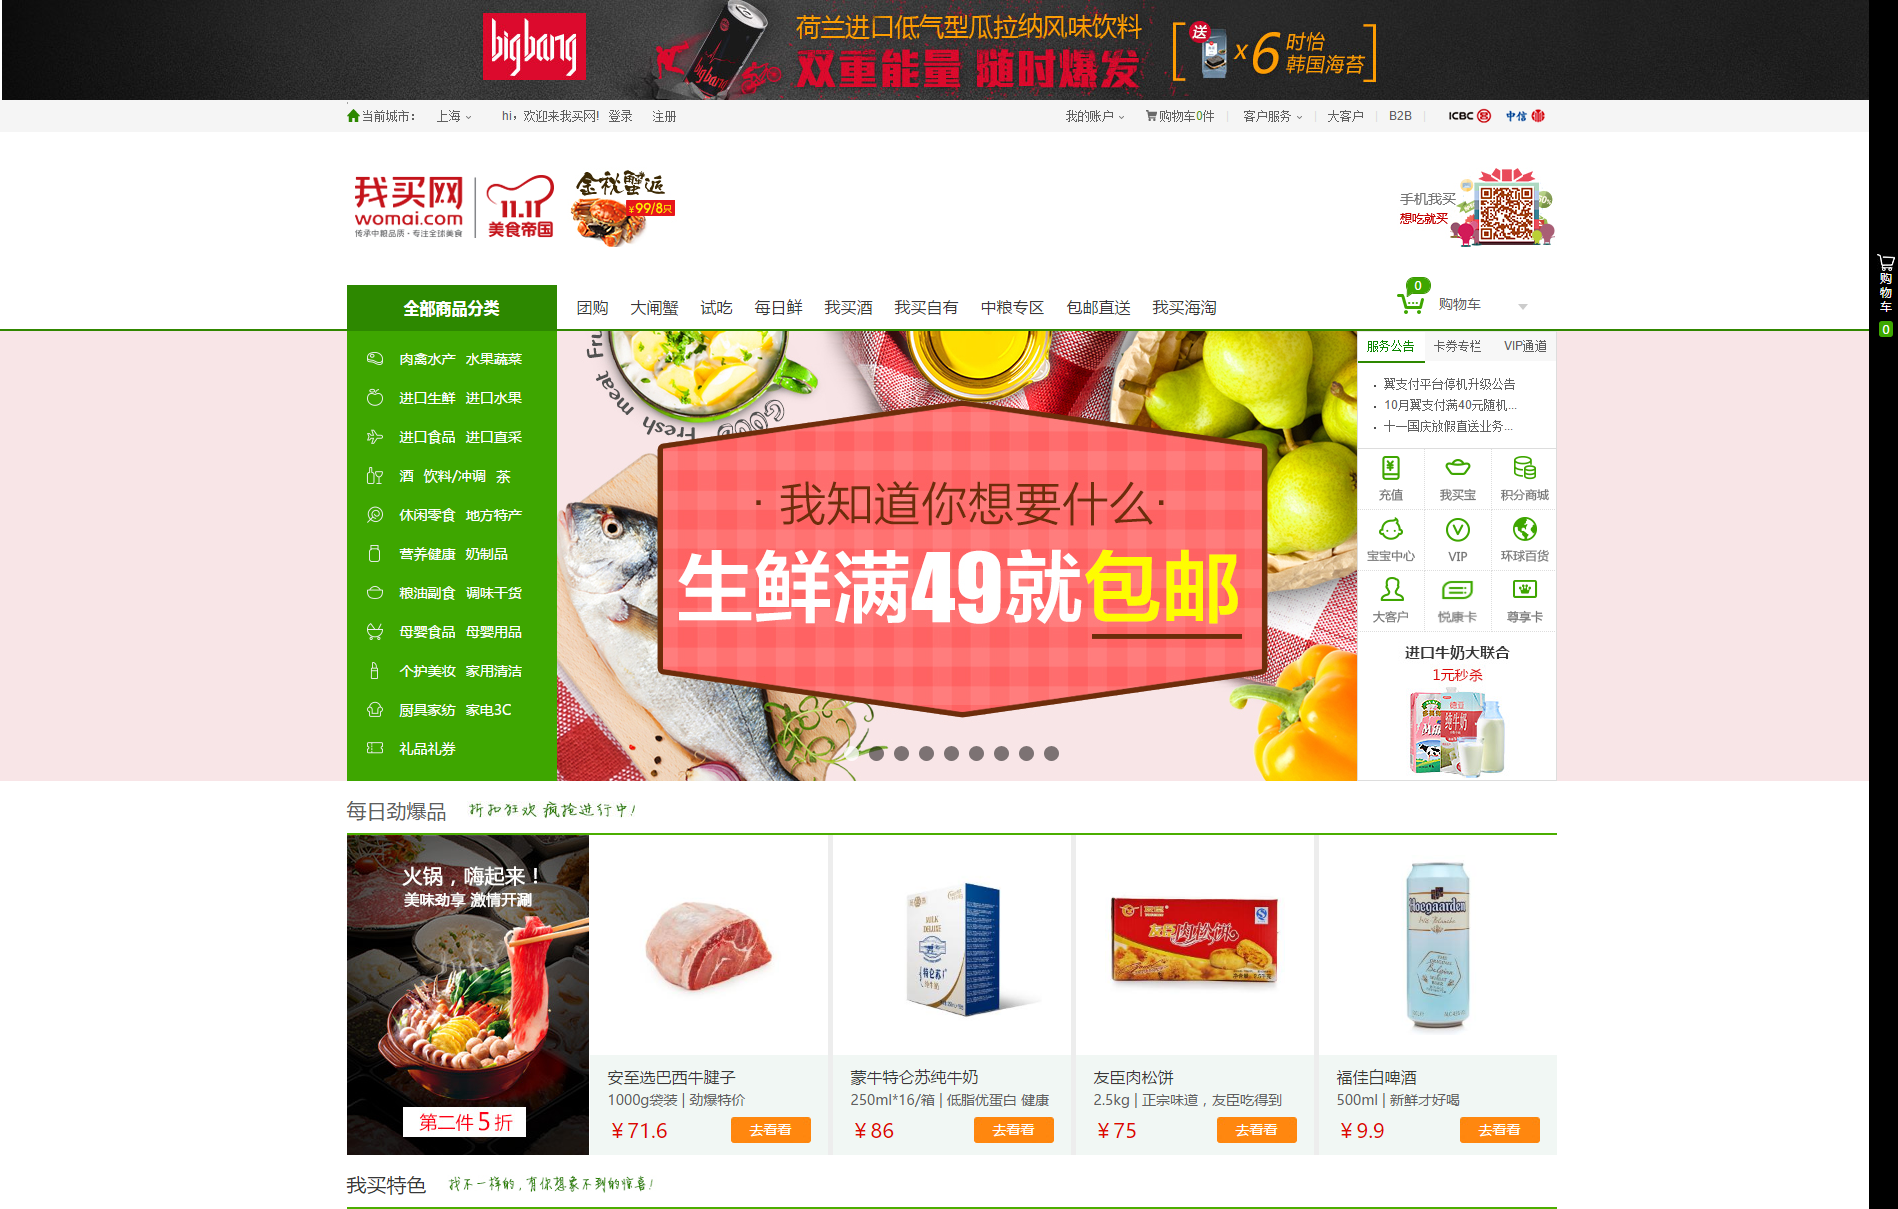 bigbang
荷兰进口低气型瓜拉纳风味饮料
双重能量 随时爆发
送
x6
时怡
韩国海苔
当前城市：
上海
hi，欢迎来我买网!
登录
注册
我的账户
购物车0件
客户服务
大客户
B2B
ICBC
中信
我买网
womai.com
传承中粮品质·专注全球美食
11.11
美食帝国
金秋蟹逅
¥99/8只
手机我买
想吃就买
购物车
0
全部商品分类
团购
大闸蟹
试吃
每日鲜
我买酒
我买自有
中粮专区
包邮直送
我买海淘
0
购物车
肉禽水产 水果蔬菜
进口生鲜 进口水果
进口食品 进口直采
酒 饮料/冲调 茶
休闲零食 地方特产
营养健康 奶制品
粮油副食 调味干货
母婴食品 母婴用品
个护美妆 家用清洁
厨具家纺 家电3C
礼品礼券
Fresh meat Fru
GOOD
· 我知道你想要什么·
生鲜满49就包邮
服务公告
卡券专栏
VIP通道
· 翼支付平台停机升级公告
· 10月翼支付满40元随机...
· 十一国庆放假直送业务...
充值
我买宝
积分商城
宝宝中心
VIP
环球百货
大客户
悦康卡
尊享卡
进口牛奶大联合
1元秒杀
纯牛奶
每日劲爆品
折扣狂欢 疯抢进行中!
火锅，嗨起来！
美味劲享 激情开涮
第二件5折
MILK
DELUXE
特仑苏
纯牛奶
友臣肉松饼
Hoegaarden
THE
ORIGINAL
Belgian
安至选巴西牛腱子
1000g袋装 | 劲爆特价
¥71.6
去看看
蒙牛特仑苏纯牛奶
250ml*16/箱 | 低脂优蛋白 健康
¥86
去看看
友臣肉松饼
2.5kg | 正宗味道，友臣吃得到
¥75
去看看
福佳白啤酒
500ml | 新鲜才好喝
¥9.9
去看看
我买特色
找不一样的，有你想象不到的惊喜!